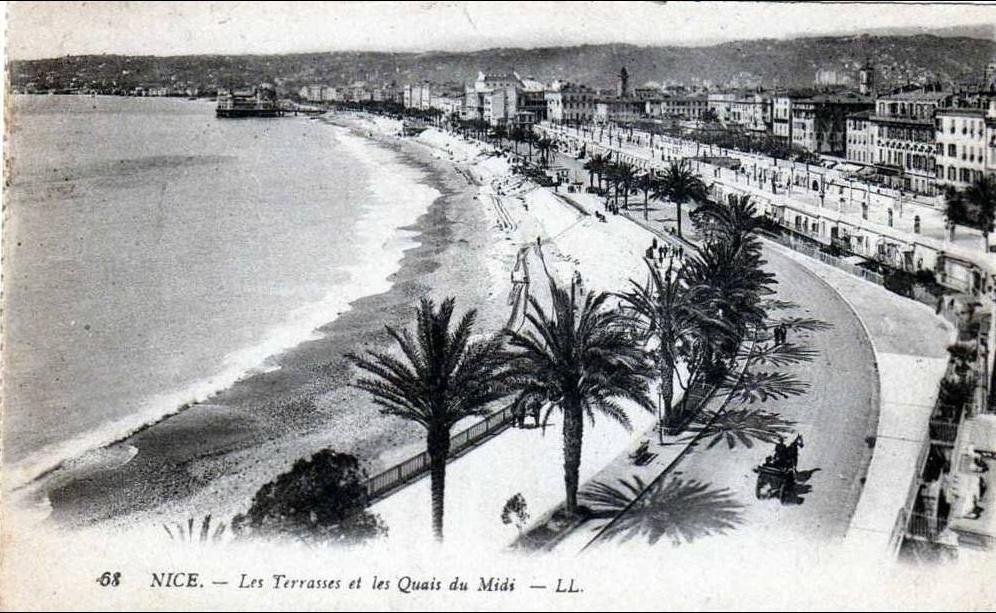 68 NICE. — Les Terrasses et les Quais du Midi — LL.